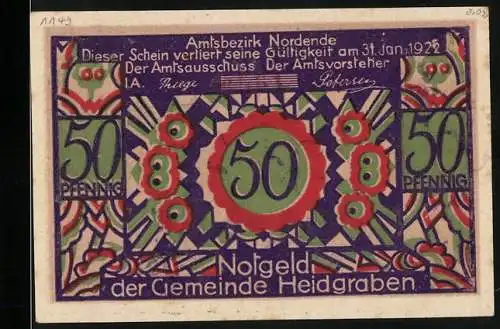 1149
Amtsbezirk Nordende
Dieser Schein verliert seine Gültigkeit am 31. Jan. 1922
Der Amtsausschuss Der Amtsvorsteher
I.A.
50 PFENNIG
50
50 PFENNIG
Notgeld
der Gemeinde Heidgraben